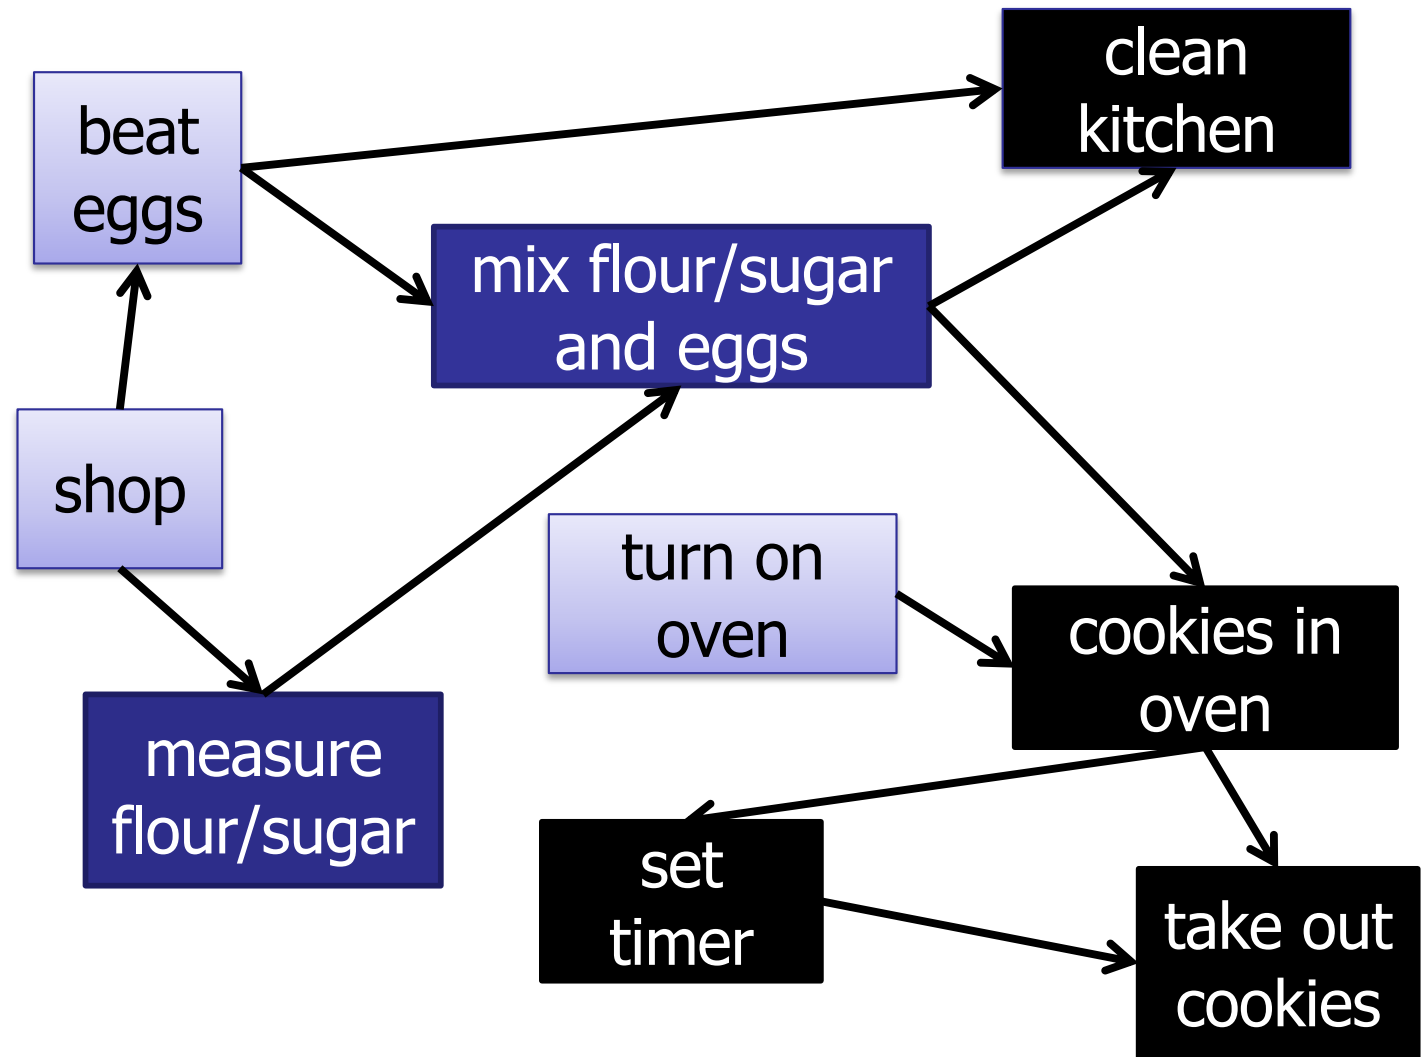 clean
kitchen
beat
eggs
mix flour/sugar
and eggs
shop
turn on
oven
cookies in
oven
measure
flour/sugar
set
timer
take out
cookies